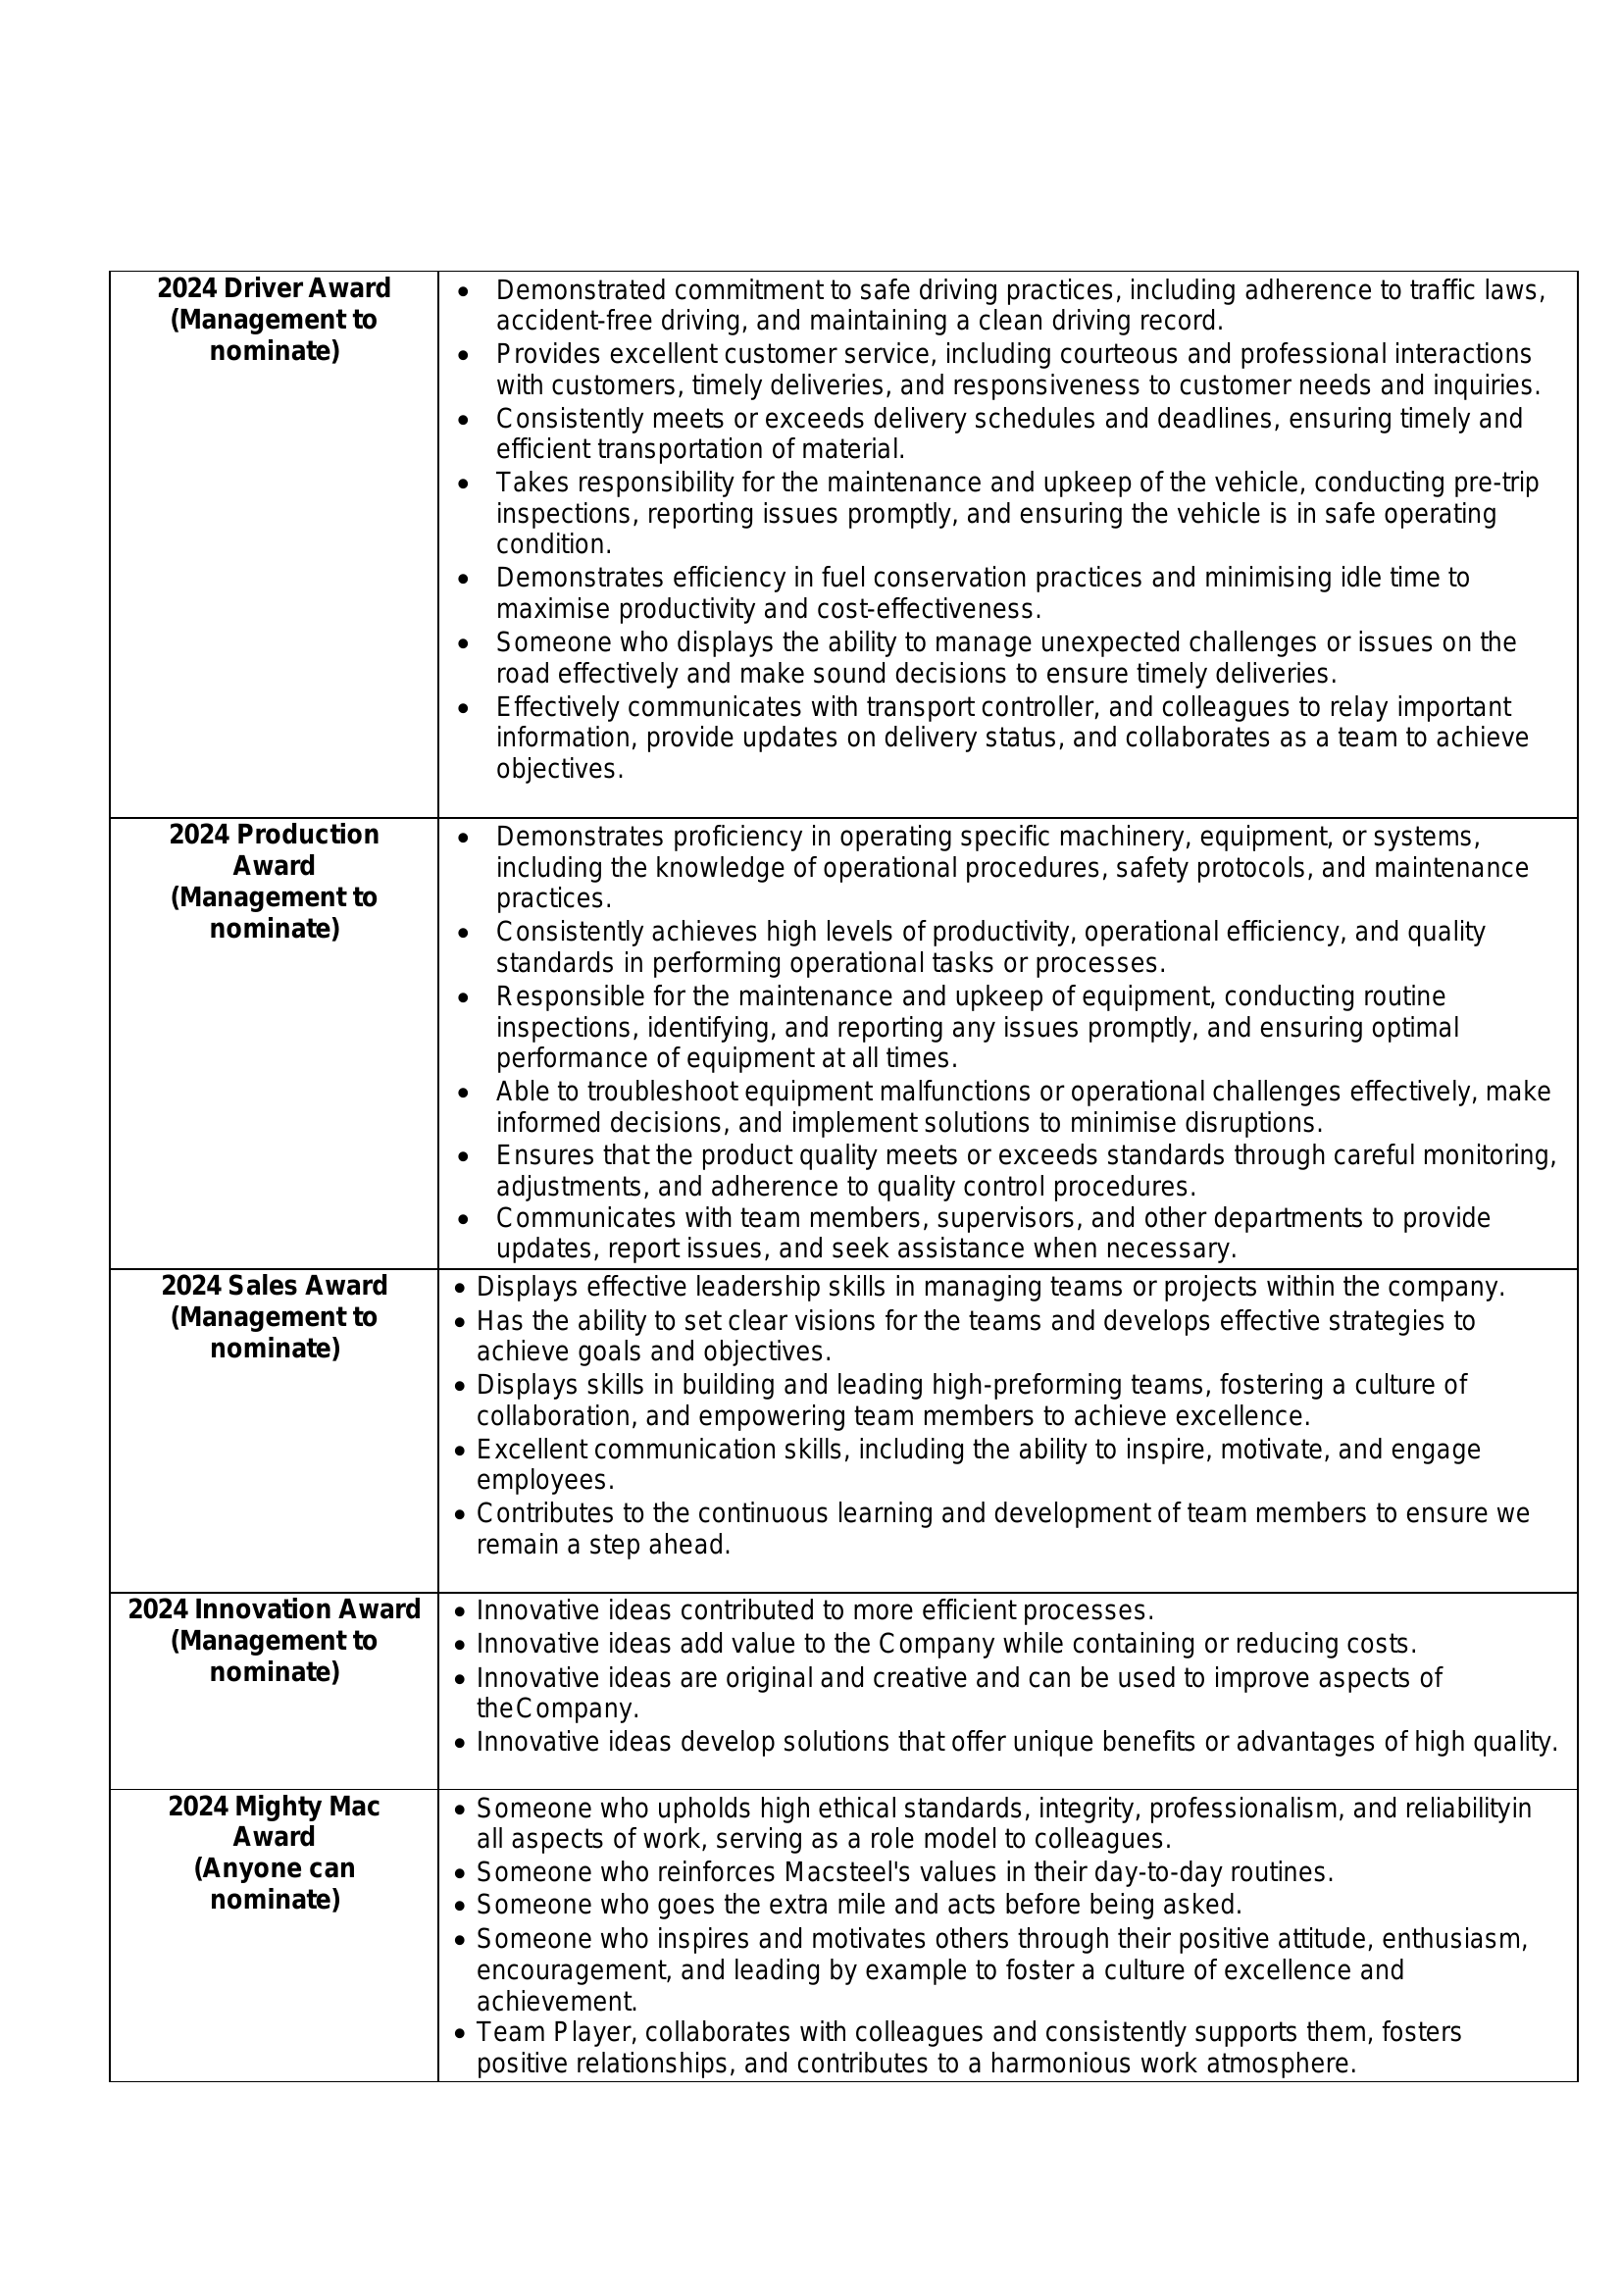 2024 Driver Award
(Management to
nominate)
• Demonstrated commitment to safe driving practices, including adherence to traffic laws,
accident-free driving, and maintaining a clean driving record.
• Provides excellent customer service, including courteous and professional interactions
with customers, timely deliveries, and responsiveness to customer needs and inquiries.
• Consistently meets or exceeds delivery schedules and deadlines, ensuring timely and
efficient transportation of material.
• Takes responsibility for the maintenance and upkeep of the vehicle, conducting pre-trip
inspections, reporting issues promptly, and ensuring the vehicle is in safe operating
condition.
• Demonstrates efficiency in fuel conservation practices and minimising idle time to
maximise productivity and cost-effectiveness.
• Someone who displays the ability to manage unexpected challenges or issues on the
road effectively and make sound decisions to ensure timely deliveries.
• Effectively communicates with transport controller, and colleagues to relay important
information, provide updates on delivery status, and collaborates as a team to achieve
objectives.
2024 Production
Award
(Management to
nominate)
• Demonstrates proficiency in operating specific machinery, equipment, or systems,
including the knowledge of operational procedures, safety protocols, and maintenance
practices.
• Consistently achieves high levels of productivity, operational efficiency, and quality
standards in performing operational tasks or processes.
• Responsible for the maintenance and upkeep of equipment, conducting routine
inspections, identifying, and reporting any issues promptly, and ensuring optimal
performance of equipment at all times.
• Able to troubleshoot equipment malfunctions or operational challenges effectively, make
informed decisions, and implement solutions to minimise disruptions.
• Ensures that the product quality meets or exceeds standards through careful monitoring,
adjustments, and adherence to quality control procedures.
• Communicates with team members, supervisors, and other departments to provide
updates, report issues, and seek assistance when necessary.
2024 Sales Award
(Management to
nominate)
• Displays effective leadership skills in managing teams or projects within the company.
• Has the ability to set clear visions for the teams and develops effective strategies to
achieve goals and objectives.
• Displays skills in building and leading high-preforming teams, fostering a culture of
collaboration, and empowering team members to achieve excellence.
• Excellent communication skills, including the ability to inspire, motivate, and engage
employees.
• Contributes to the continuous learning and development of team members to ensure we
remain a step ahead.
2024 Innovation Award
(Management to
nominate)
• Innovative ideas contributed to more efficient processes.
• Innovative ideas add value to the Company while containing or reducing costs.
• Innovative ideas are original and creative and can be used to improve aspects of
theCompany.
• Innovative ideas develop solutions that offer unique benefits or advantages of high quality.
2024 Mighty Mac
Award
(Anyone can
nominate)
• Someone who upholds high ethical standards, integrity, professionalism, and reliabilityin
all aspects of work, serving as a role model to colleagues.
• Someone who reinforces Macsteel's values in their day-to-day routines.
• Someone who goes the extra mile and acts before being asked.
• Someone who inspires and motivates others through their positive attitude, enthusiasm,
encouragement, and leading by example to foster a culture of excellence and
achievement.
• Team Player, collaborates with colleagues and consistently supports them, fosters
positive relationships, and contributes to a harmonious work atmosphere.